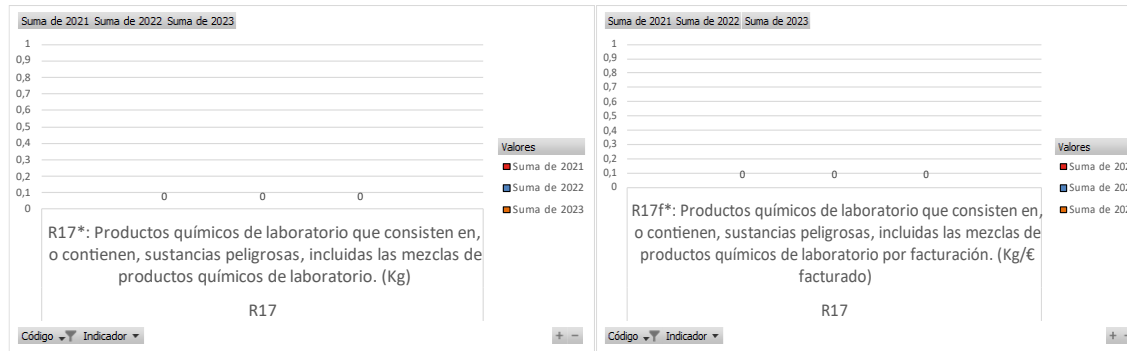 Suma de 2021 Suma de 2022 Suma de 2023
1
0,9
0,8
0,7
0,6
0,5
0,4
0,3
0,2
0,1
0
0 0 0
Valores
Suma de 2021
Suma de 2022
Suma de 2023
R17*: Productos químicos de laboratorio que consisten en,
o contienen, sustancias peligrosas, incluidas las mezclas de
productos químicos de laboratorio. (Kg)
R17
Código Indicador
+ −
Suma de 2021 Suma de 2022 Suma de 2023
1
0,9
0,8
0,7
0,6
0,5
0,4
0,3
0,2
0,1
0
0 0 0
Valores
Suma de
Suma de
Suma de
R17f*: Productos químicos de laboratorio que consisten en,
o contienen, sustancias peligrosas, incluidas las mezclas de
productos químicos de laboratorio por facturación. (Kg/€
facturado)
R17
Código Indicador
+ −